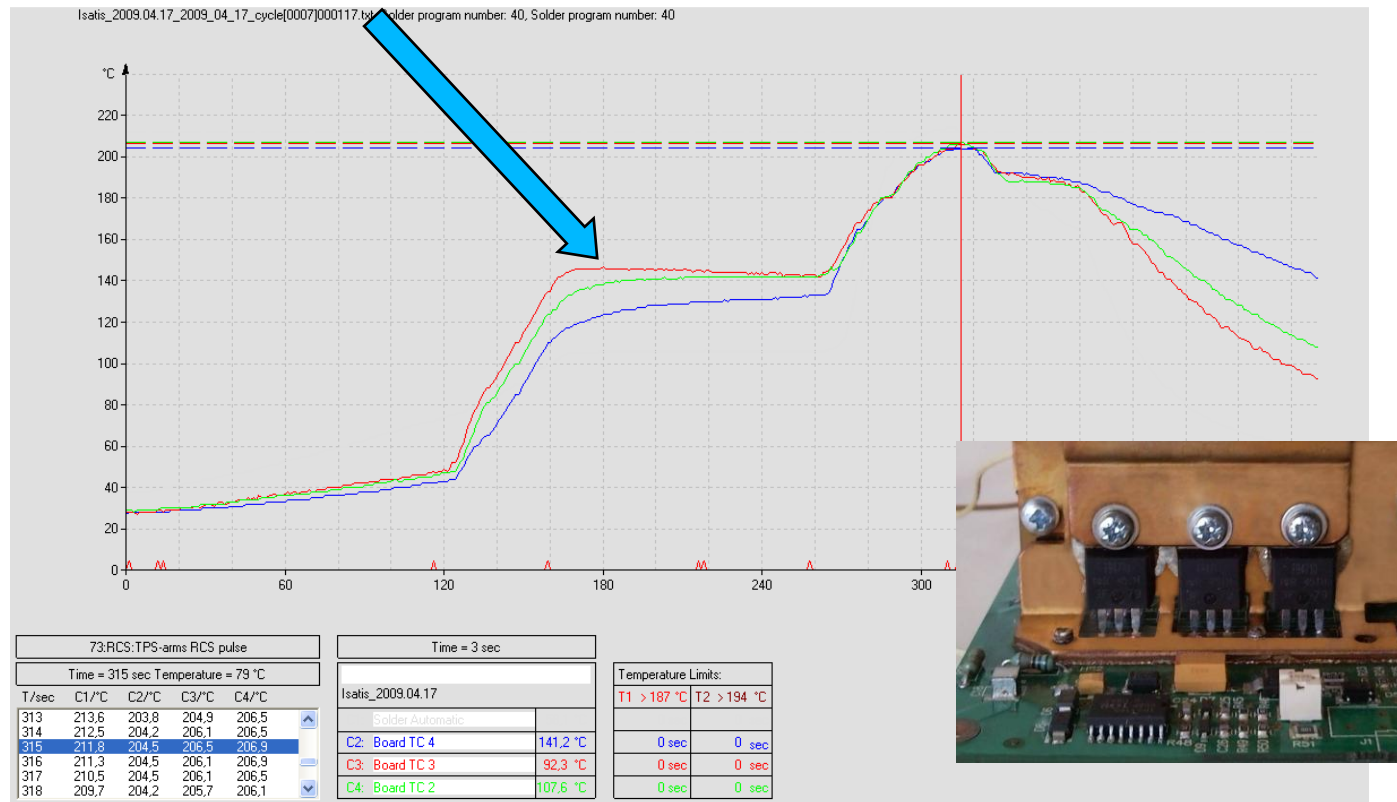 Isatis_2009.04.17_2009_04_17_cycle[0007]000117.txt, Solder program number: 40, Solder program number: 40
°C
220
200
180
160
140
120
100
80
60
40
20
0
0 60 120 180 240 300
73:RCS:TPS-arms RCS pulse
Time = 315 sec Temperature = 79 °C
T/sec C1/°C C2/°C C3/°C C4/°C
313 213,6 203,8 204,9 206,5
314 212,5 204,2 206,1 206,5
315 211,8 204,5 206,5 206,9
316 211,3 204,5 206,1 206,9
317 210,5 204,5 206,1 206,5
318 209,7 204,2 205,7 206,1
Time = 3 sec
Isatis_2009.04.17
Solder Automatic
C2: Board TC 4 141,2 °C
C3: Board TC 3 92,3 °C
C4: Board TC 2 107,6 °C
Temperature Limits:
T1 > 187 °C T2 > 194 °C
0 sec 0 sec
0 sec 0 sec
0 sec 0 sec
R51
J1